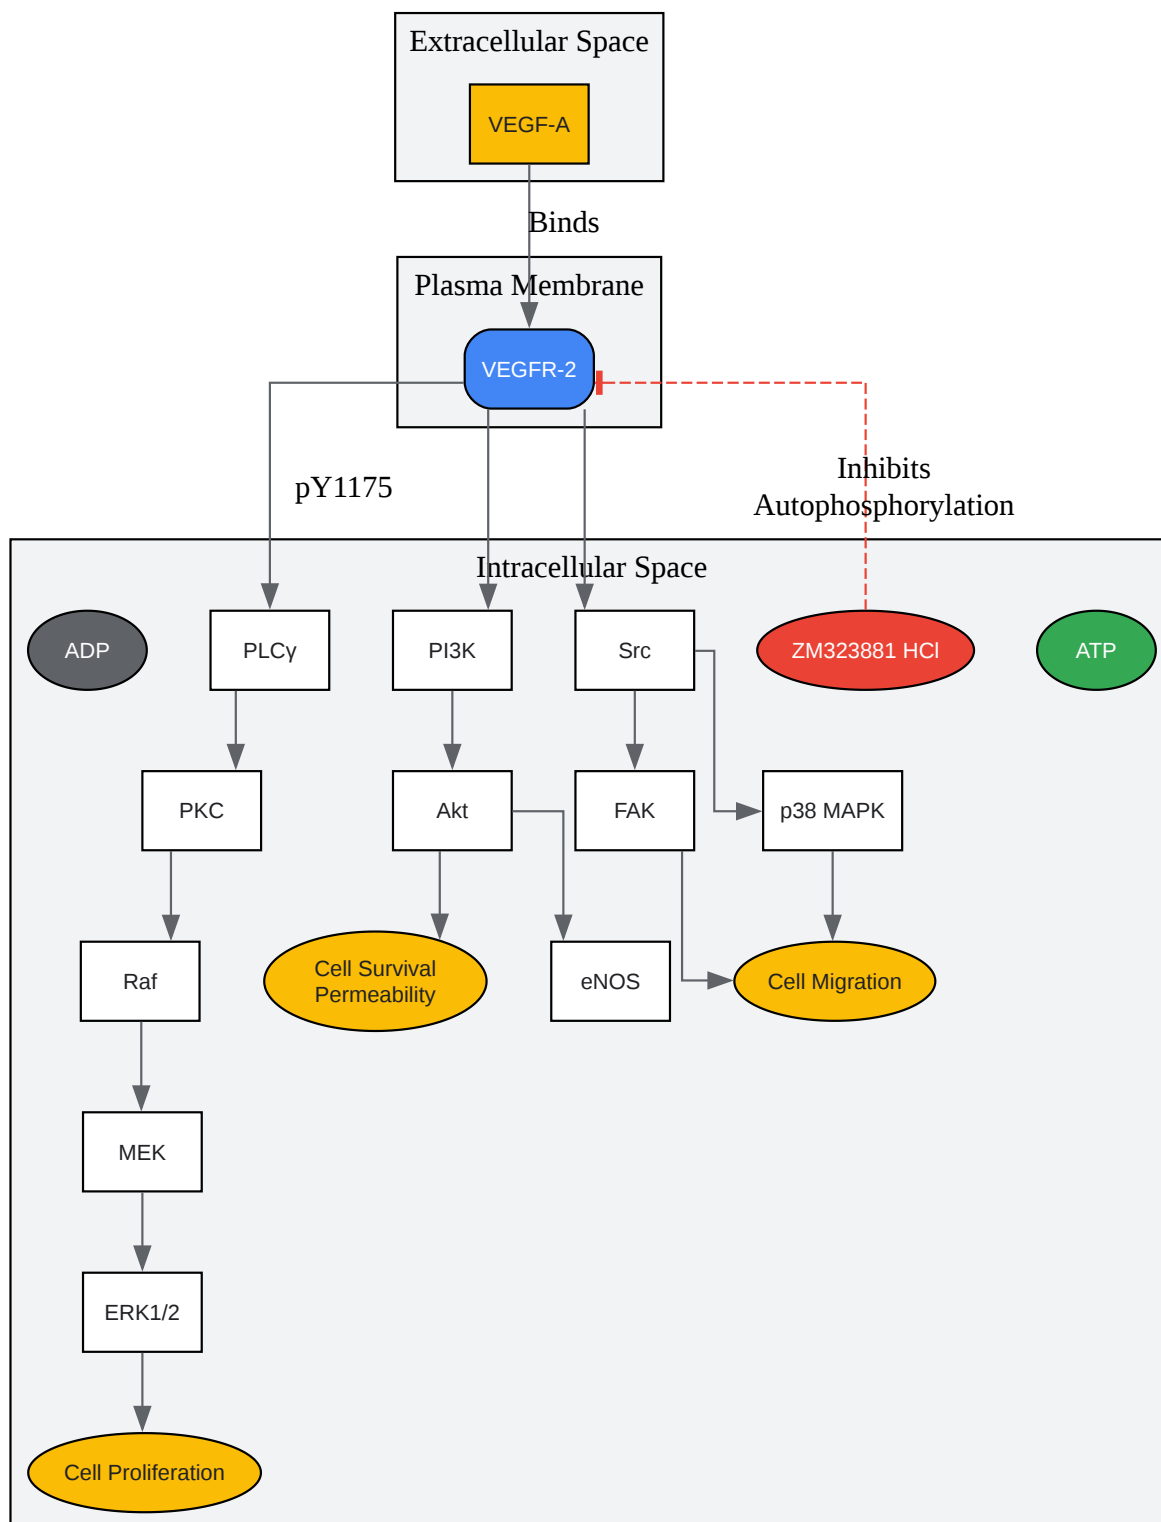 Extracellular Space
VEGF-A
Binds
Plasma Membrane
VEGFR-2
pY1175
Inhibits
Autophosphorylation
Intracellular Space
ADP
PLCγ
PI3K
Src
ZM323881 HCl
ATP
PKC
Akt
FAK
p38 MAPK
Raf
Cell Survival
Permeability
eNOS
Cell Migration
MEK
ERK1/2
Cell Proliferation